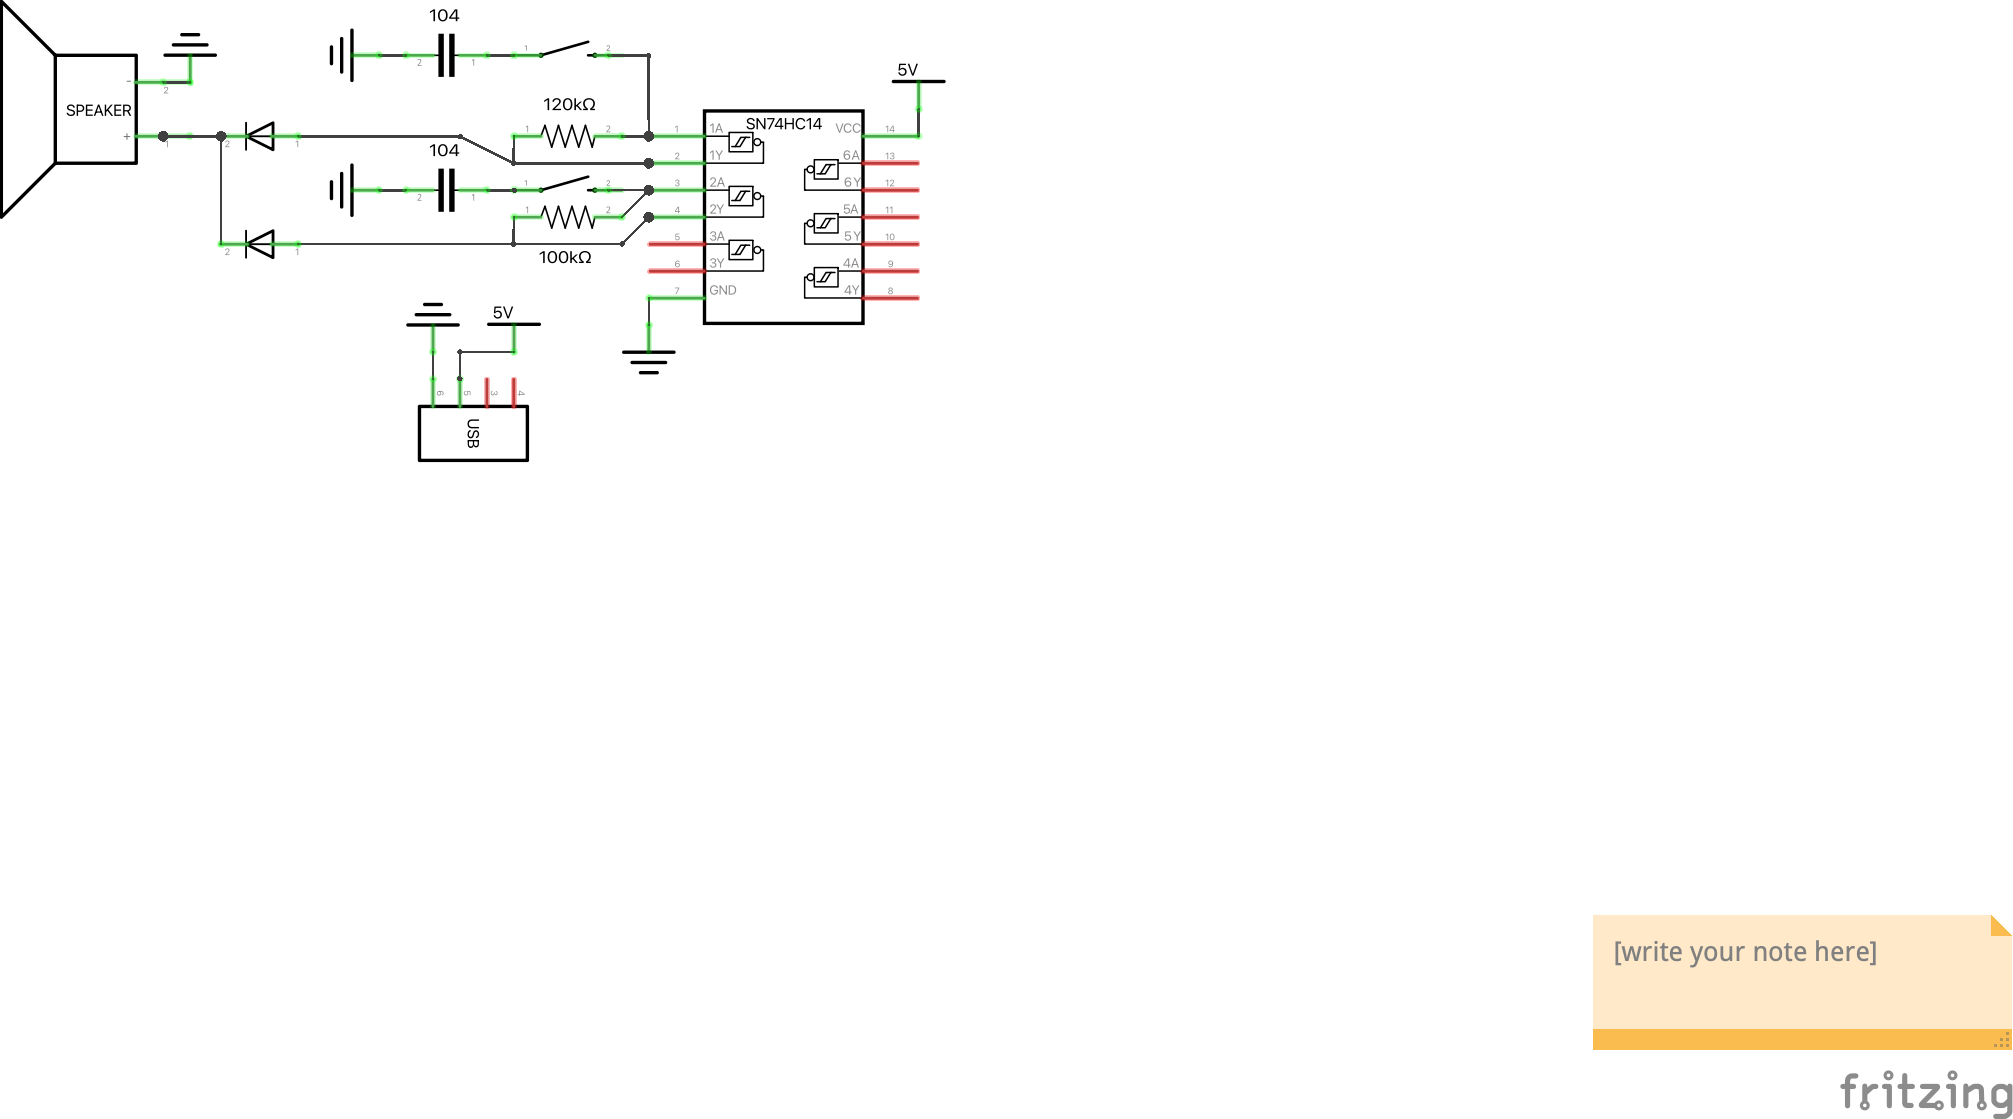 104
1 2
2 1
5V
120kΩ
SPEAKER
-
2
+
1
2 1
1 2
SN74HC14
1 1A VCC 14
2 1Y 6A 13
104
3 2A 6Y 12
1 2
2 1
4 2Y 5A 11
1 2
5 3A 5Y 10
2 1
100kΩ
6 3Y 4A 9
7 GND 4Y 8
5V
6 5 3 4
USB
[write your note here]
fritzing